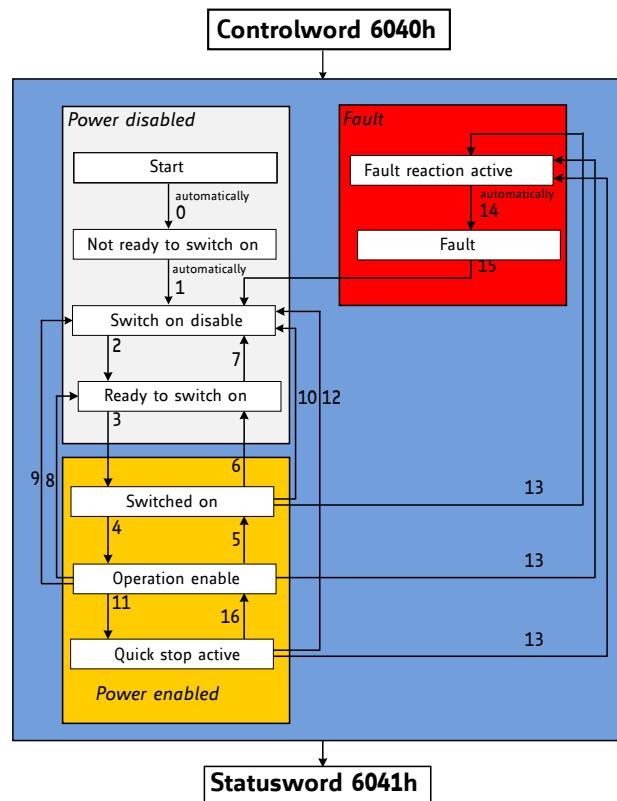 Controlword 6040h
Power disabled
Fault
Start
Fault reaction active
automatically
0
automatically
14
Not ready to switch on
Fault
automatically
1
15
Switch on disable
2
7
Ready to switch on
10
12
3
9
8
6
Switched on
13
4
5
Operation enable
13
11
16
Quick stop active
13
Power enabled
Statusword 6041h